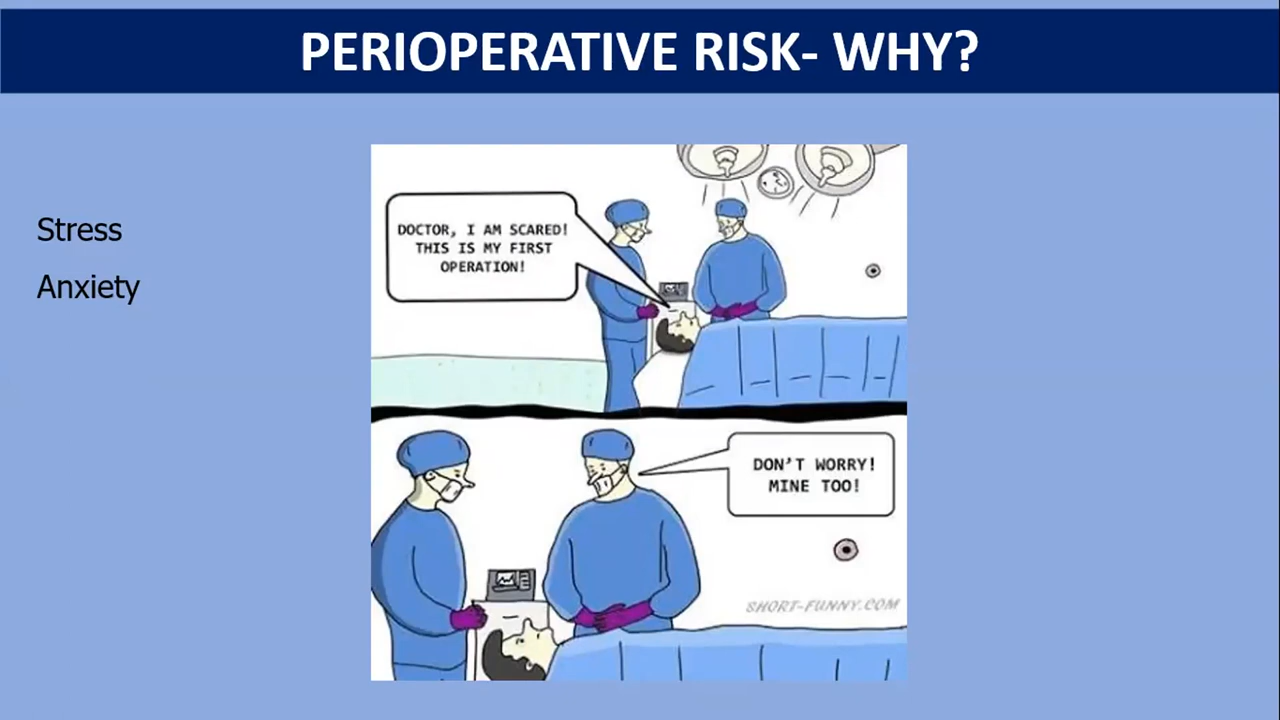 PERIOPERATIVE RISK- WHY?
Stress
Anxiety
DOCTOR, I AM SCARED!
THIS IS MY FIRST
OPERATION!
DON'T WORRY!
MINE TOO!
SHORT-FUNNY.COM